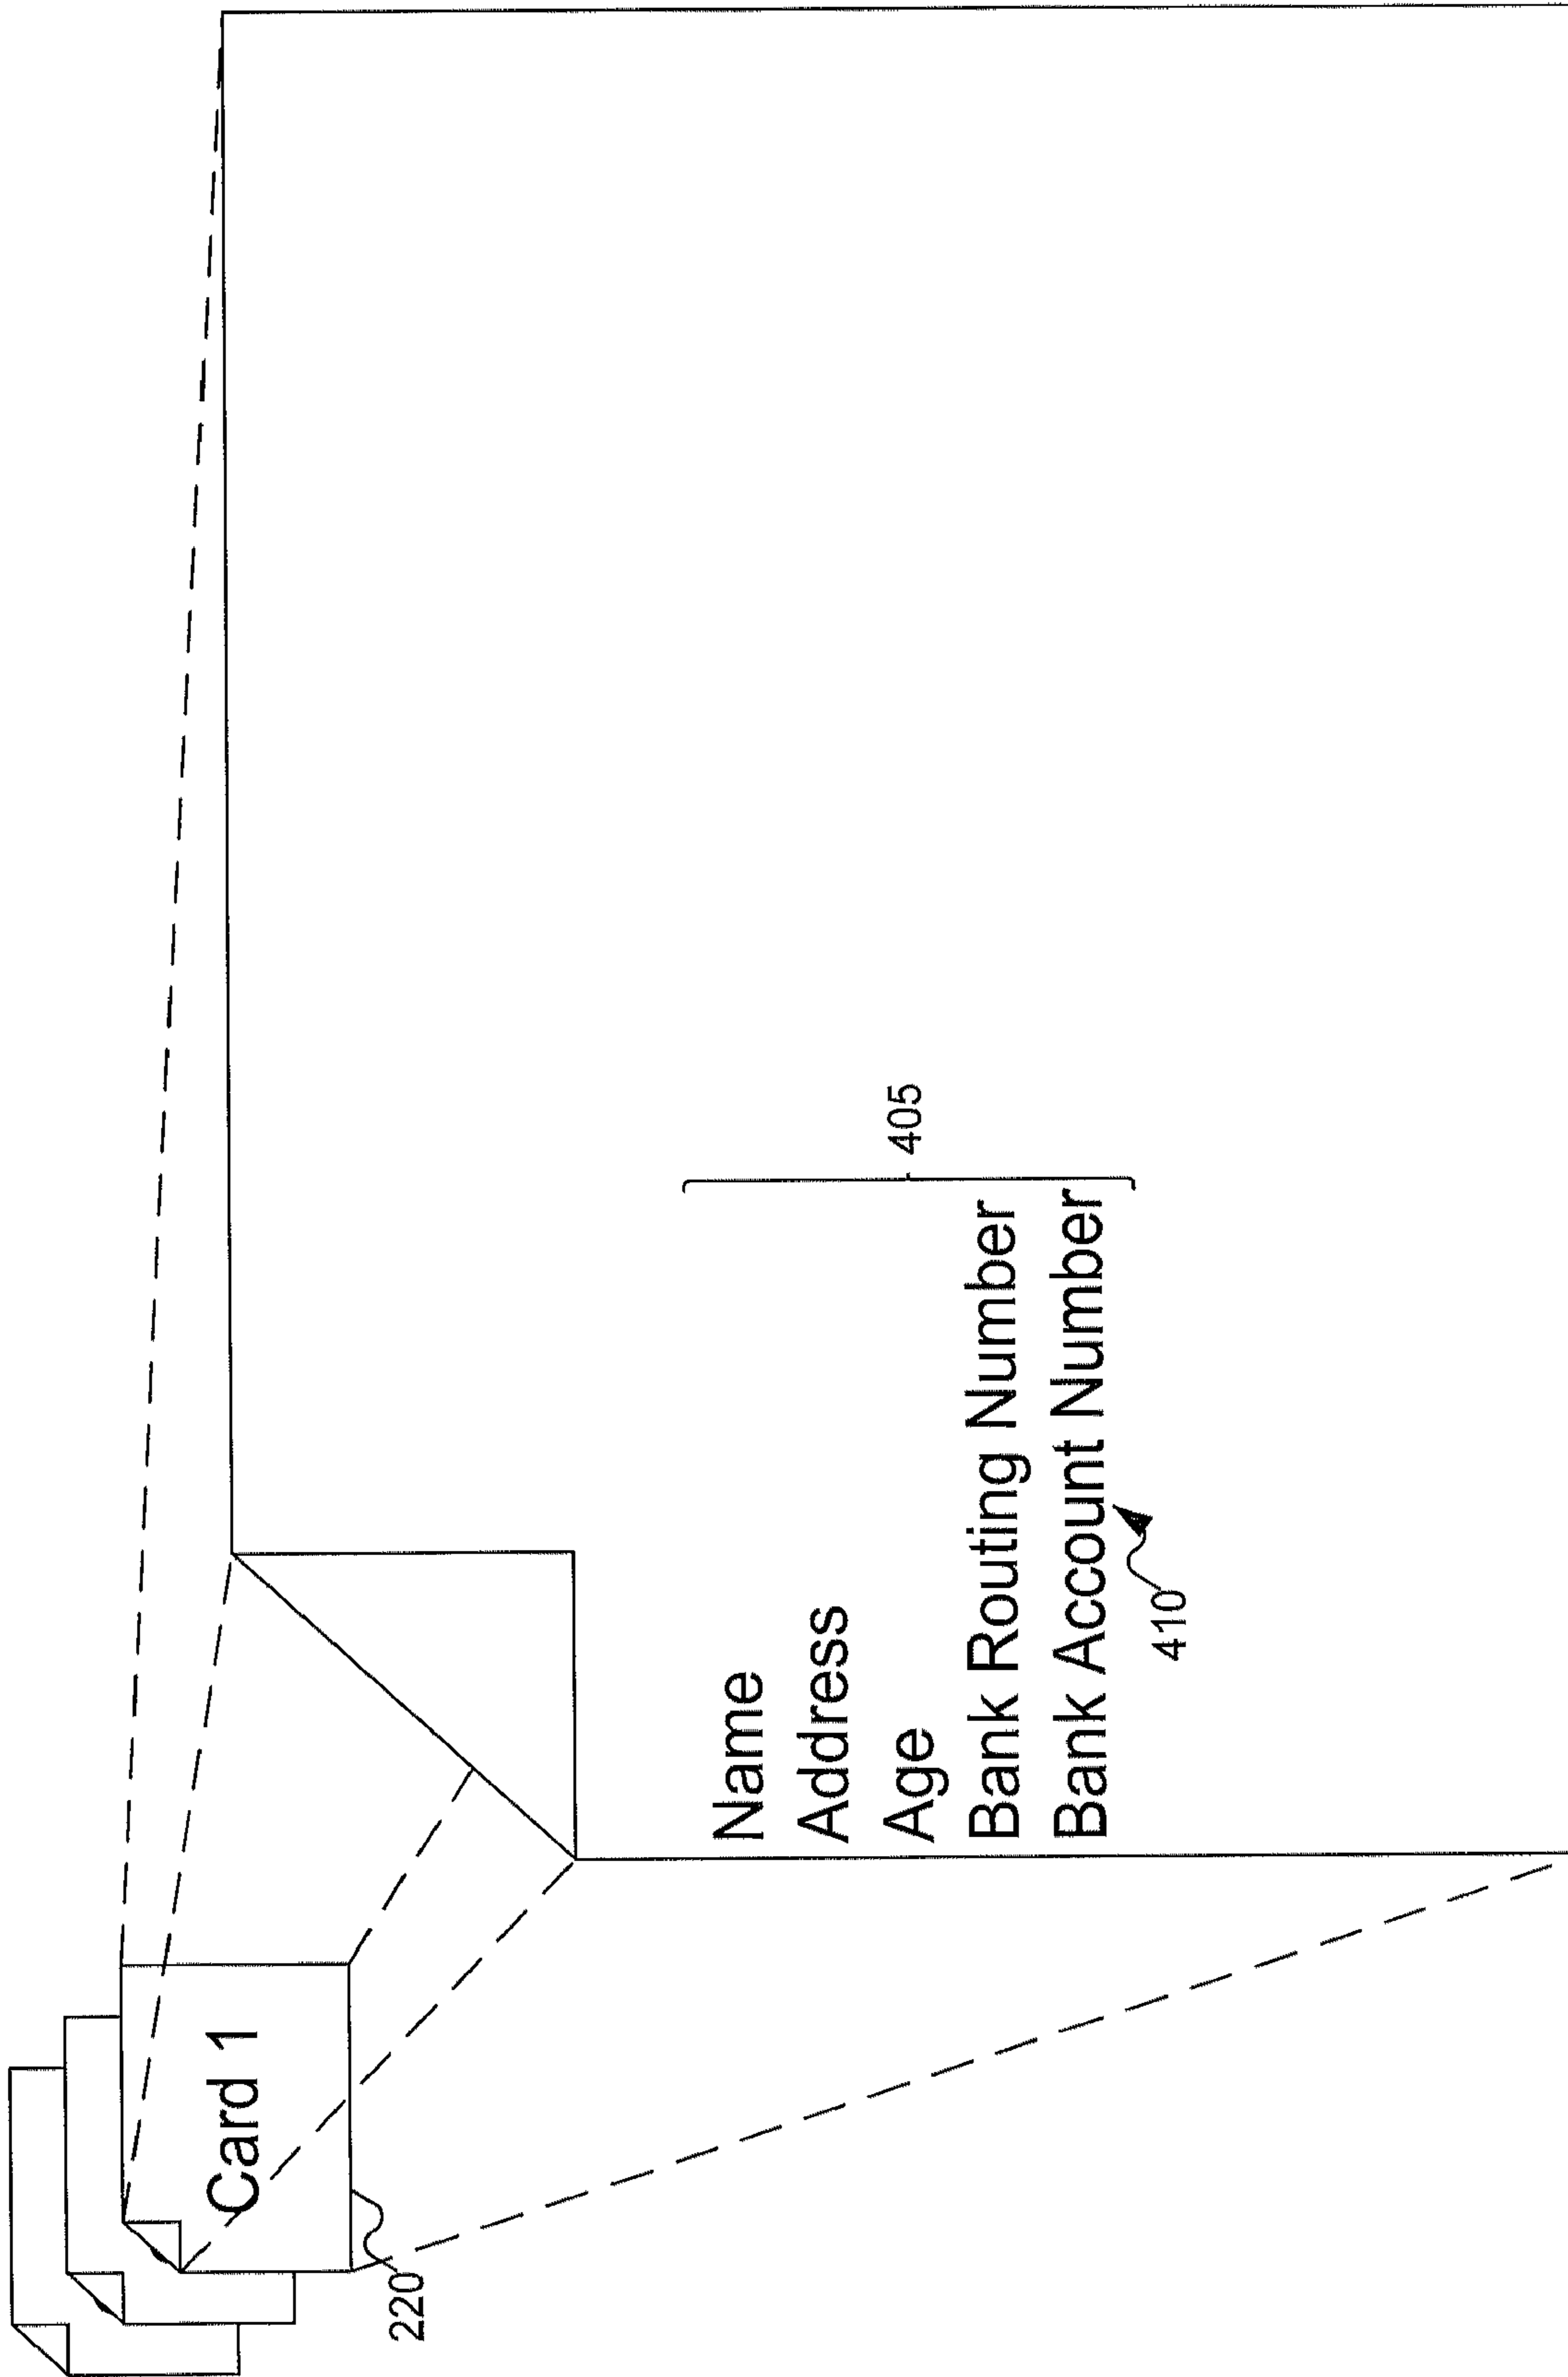 Card 1
220
Name
Address
Age
Bank Routing Number
Bank Account Number
405
410